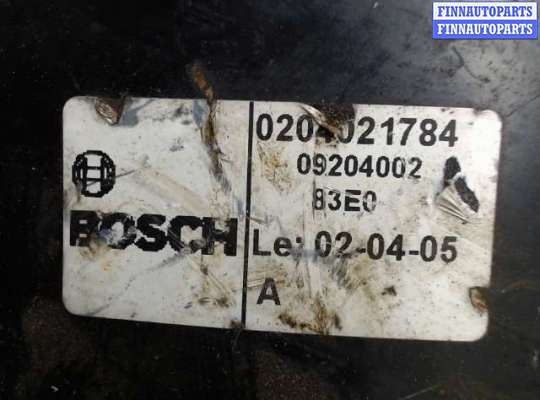 FINNAUTOPARTS
FINNAUTOPARTS
0204021784
09204002
83E0
BOSCH
Le: 02-04-05
A